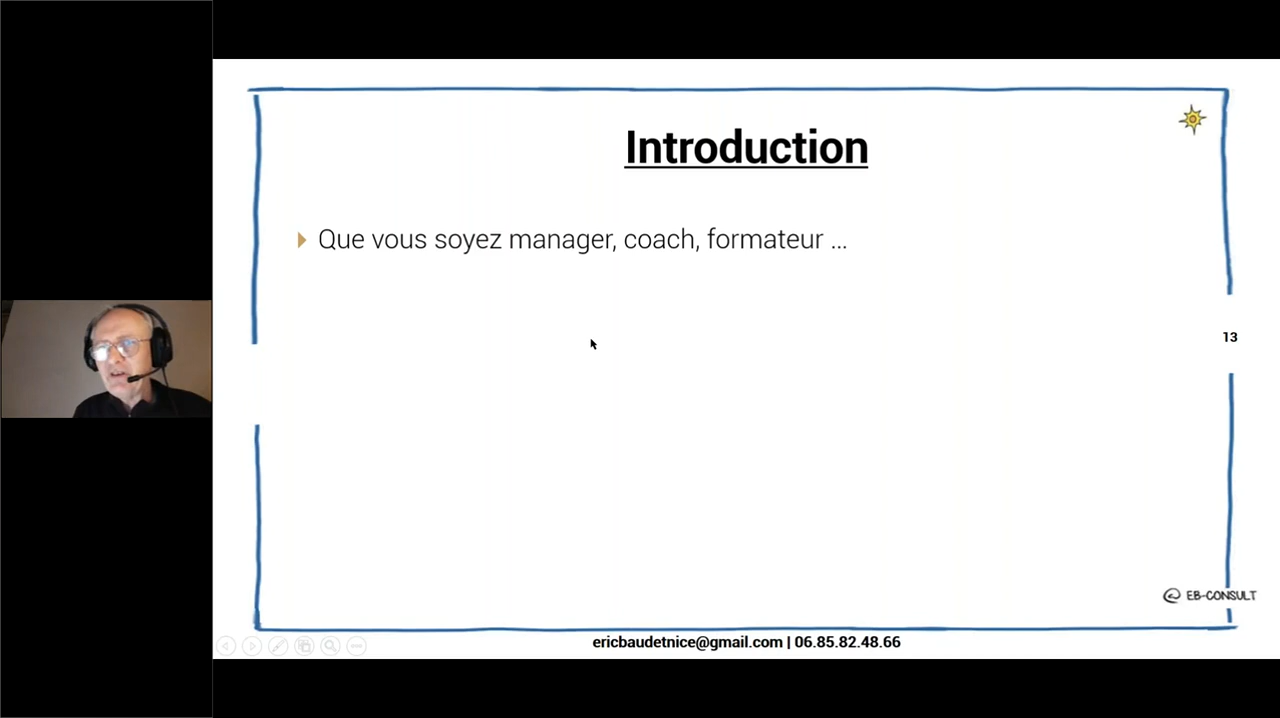 Introduction
Que vous soyez manager, coach, formateur ...
13
@ EB-CONSULT
ericbaudetnice@gmail.com | 06.85.82.48.66